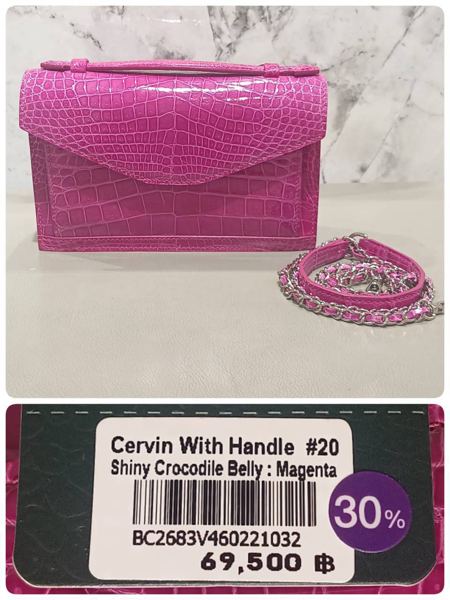 Cervin With Handle #20
Shiny Crocodile Belly : Magenta
BC2683V460221032
30%
69,500 ฿